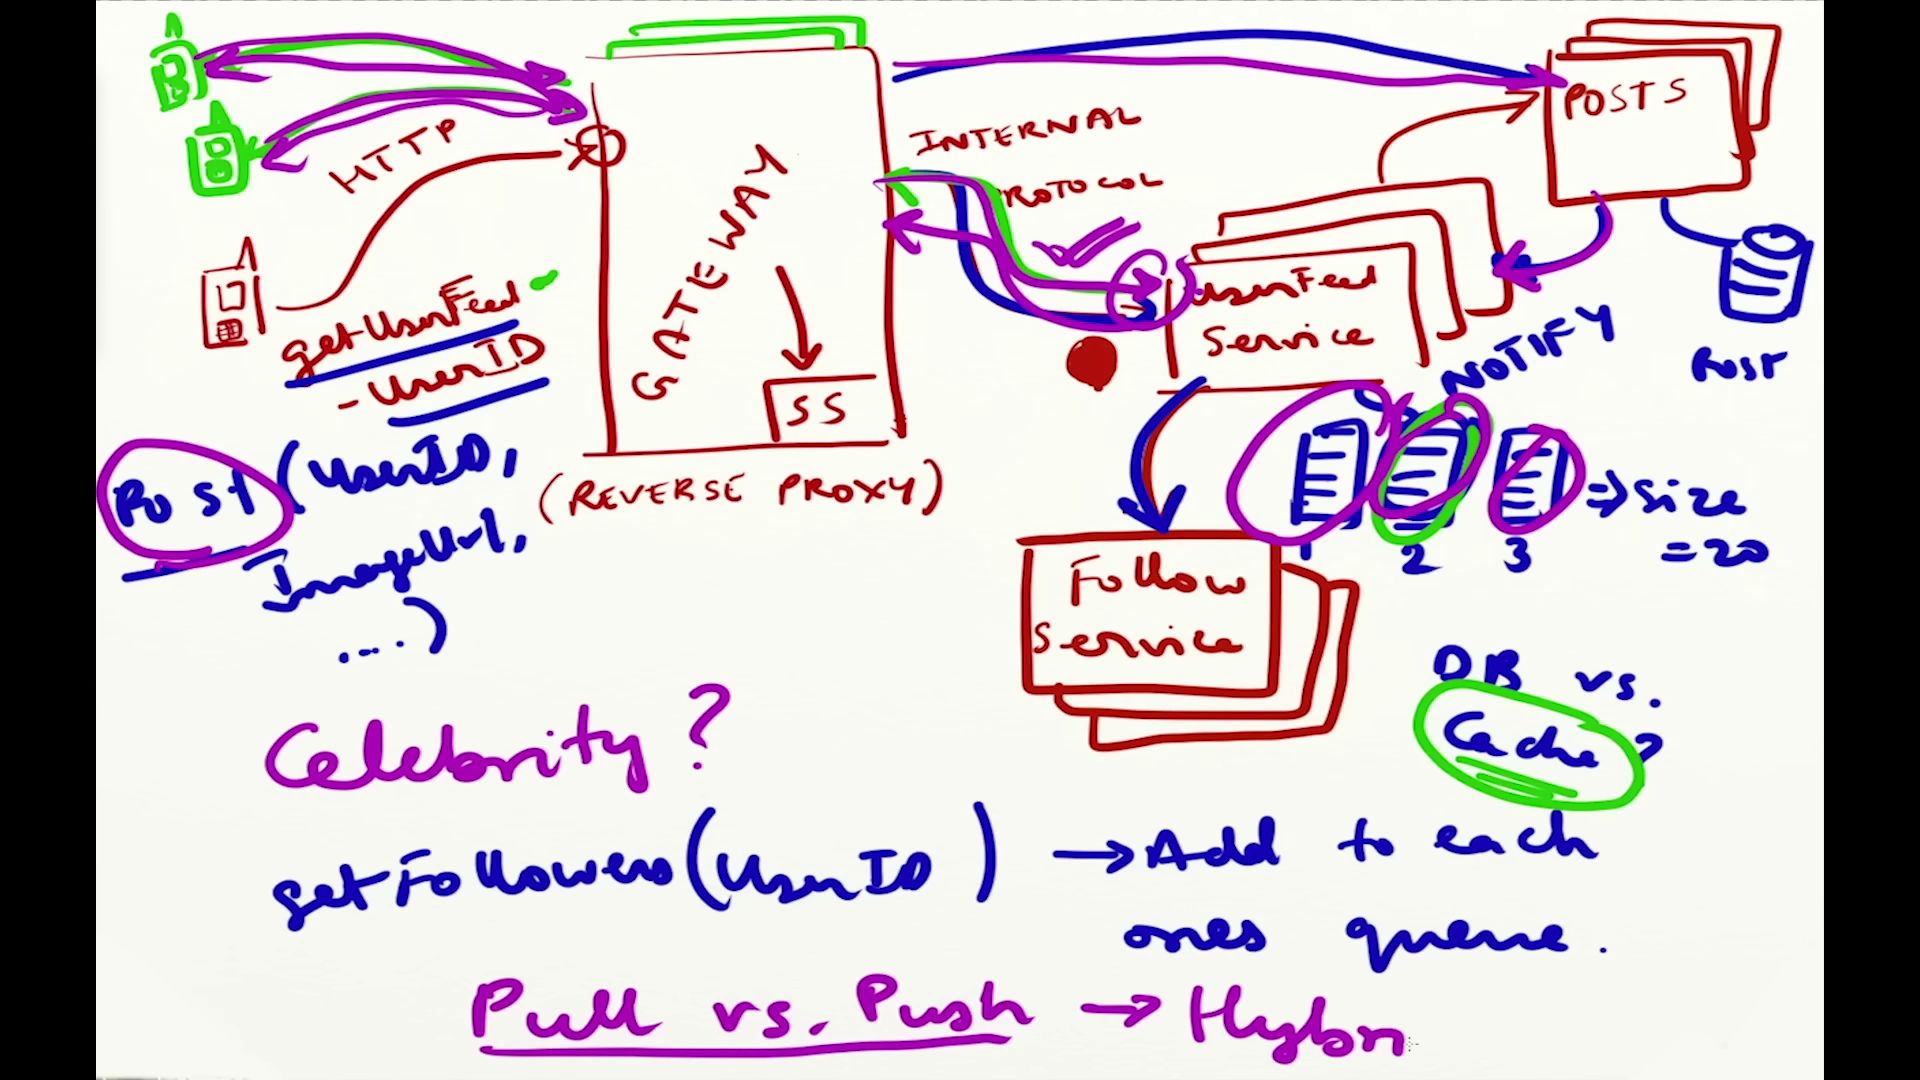 HTTP
getUserFeed
- UserID
Post (UserID,
ImageUrl,
....)
GATEWAY
SS
(REVERSE PROXY)
INTERNAL
PROTOCOL
POSTS
UserFeed
Service
NOTIFY
Post
1 2 3
⇒ Size
= 20
Follow
Service
DB vs.
Cache?
Celebrity?
getFollowers(UserID) → Add to each
ones queue.
Pull vs. Push → Hybr